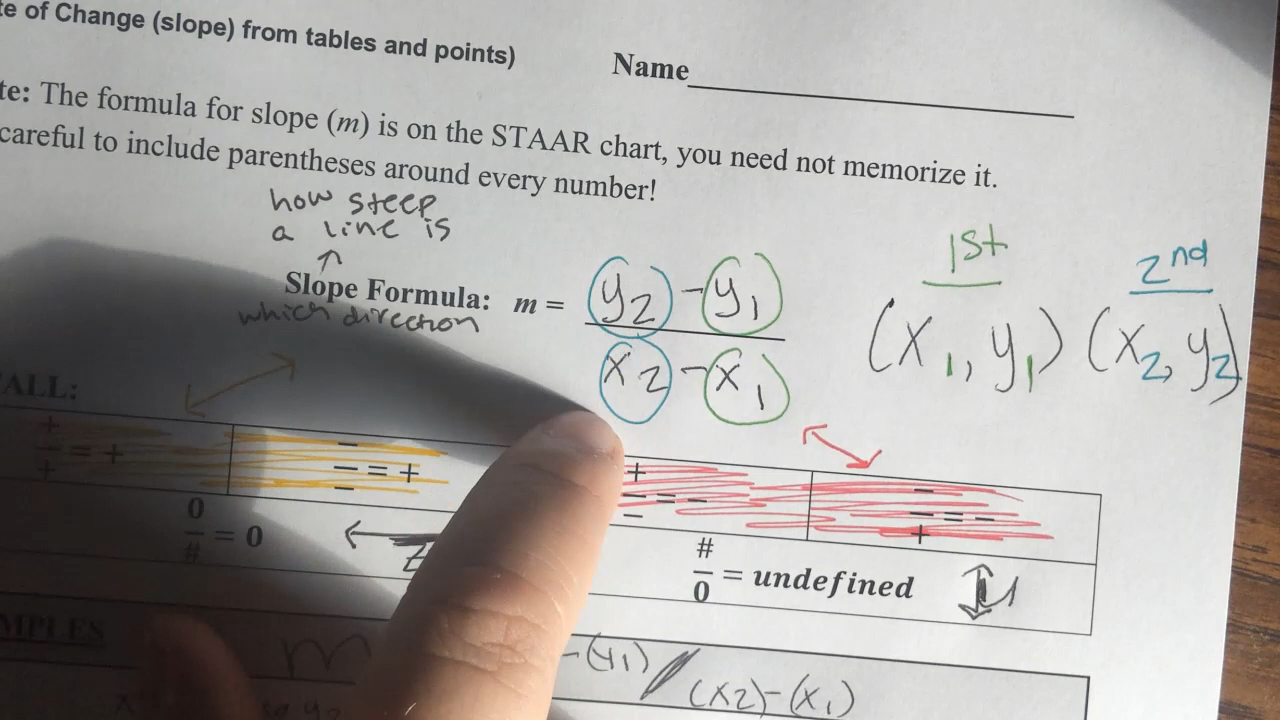 te of Change (slope) from tables and points)
Name
te: The formula for slope (m) is on the STAAR chart, you need not memorize it.
careful to include parentheses around every number!
how steep
a line is
↑
Slope Formula: m = y2 - y1
x2 - x1
which direction
1st 2nd
(x1, y1) (x2, y2)
ALL:
+/+ = +
-/- = +
+/- = -
-/+ = -
0/# = 0
#/0 = undefined
MPLES
m
-(y1) / (x2)-(x1)